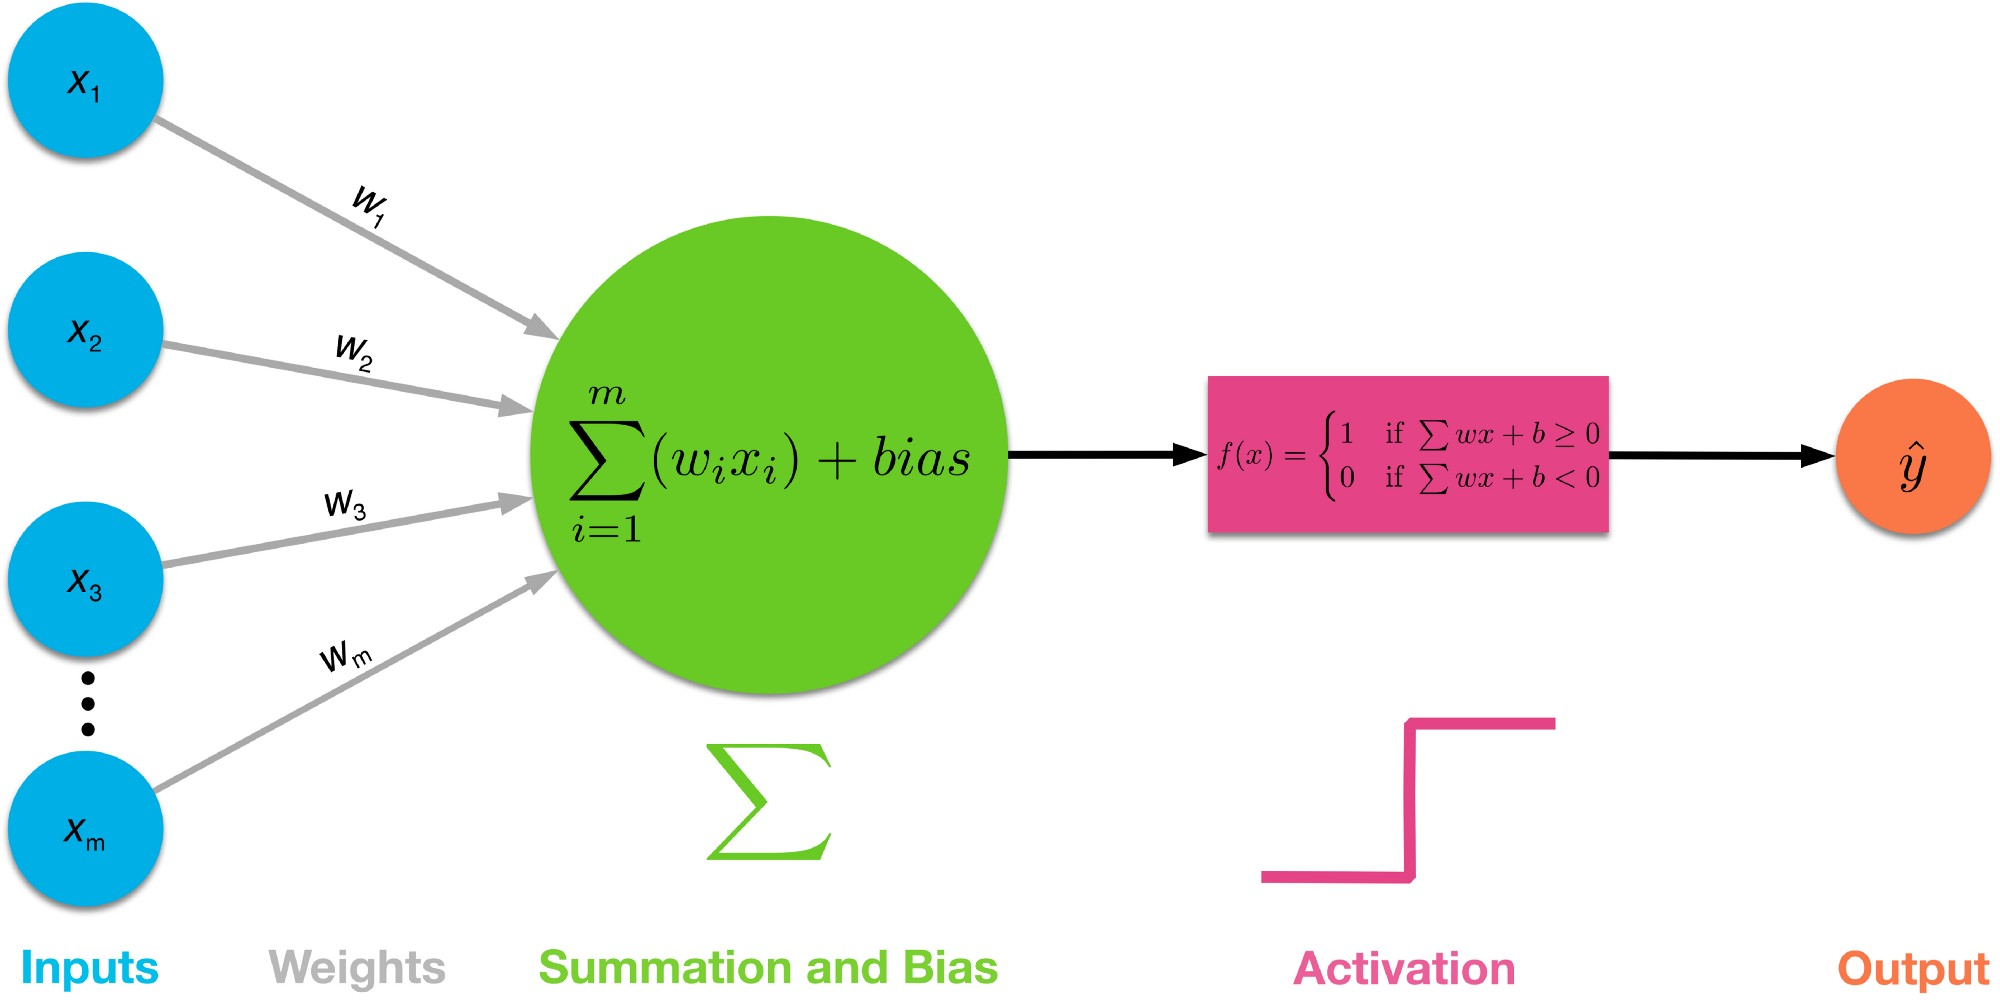 x₁
w₁
x₂
w₂
x₃
w₃
xₘ
wₘ
m
∑(wᵢxᵢ) + bias
i=1
f(x) = {1 if ∑ wx + b ≥ 0
0 if ∑ wx + b < 0
ŷ
∑
Inputs Weights Summation and Bias Activation Output